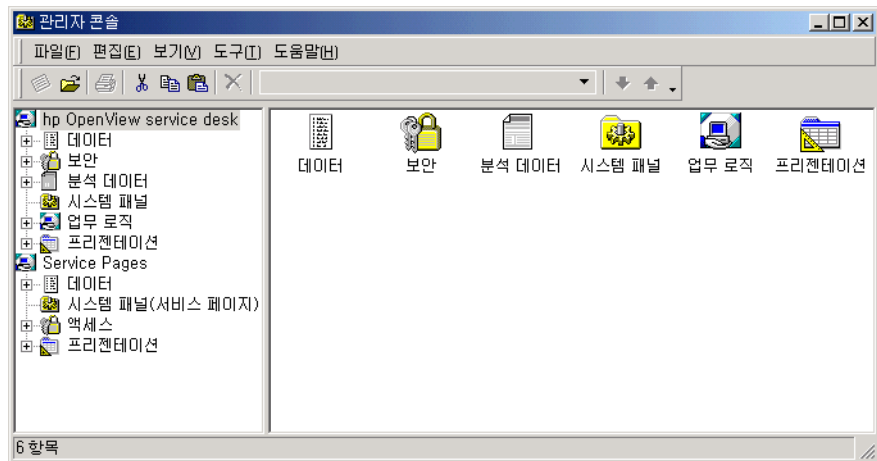 관리자 콘솔
파일(F) 편집(E) 보기(V) 도구(T) 도움말(H)
hp OpenView service desk
데이터
보안
분석 데이터
시스템 패널
업무 로직
프리젠테이션
Service Pages
데이터
시스템 패널(서비스 페이지)
액세스
프리젠테이션
데이터 보안 분석 데이터 시스템 패널 업무 로직 프리젠테이션
6 항목